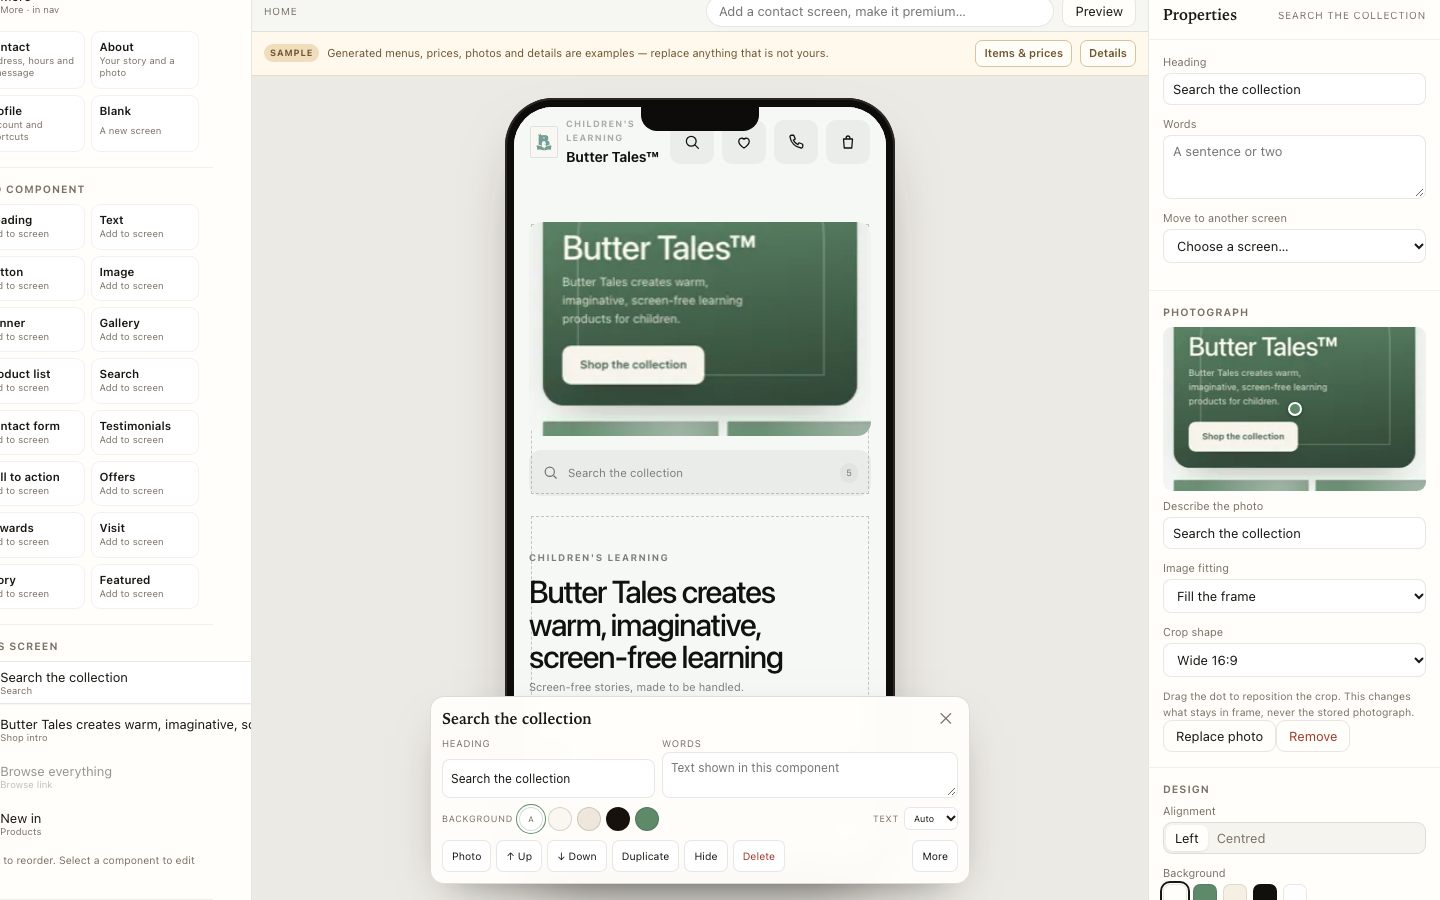 More · in nav
ntact
dress, hours and
essage
About
Your story and a
photo
ofile
count and
ortcuts
Blank
A new screen
COMPONENT
ading
d to screen
Text
Add to screen
tton
d to screen
Image
Add to screen
nner
d to screen
Gallery
Add to screen
oduct list
d to screen
Search
Add to screen
ntact form
d to screen
Testimonials
Add to screen
ll to action
d to screen
Offers
Add to screen
wards
d to screen
Visit
Add to screen
ory
d to screen
Featured
Add to screen
S SCREEN
Search the collection
Search
Butter Tales creates warm, imaginative, sc
Shop intro
Browse everything
Browse link
New in
Products
to reorder. Select a component to edit
HOME
Add a contact screen, make it premium...
Preview
SAMPLE
Generated menus, prices, photos and details are examples — replace anything that is not yours.
Items & prices
Details
CHILDREN'S
LEARNING
Butter Tales™
Butter Tales™
Butter Tales creates warm,
imaginative, screen-free learning
products for children.
Shop the collection
Search the collection
5
CHILDREN'S LEARNING
Butter Tales creates
warm, imaginative,
screen-free learning
Screen-free stories, made to be handled.
Search the collection
HEADING
Search the collection
WORDS
Text shown in this component
BACKGROUND
A
TEXT
Auto
Photo
↑ Up
↓ Down
Duplicate
Hide
Delete
More
Properties
SEARCH THE COLLECTION
Heading
Search the collection
Words
A sentence or two
Move to another screen
Choose a screen...
PHOTOGRAPH
Butter Tales™
Butter Tales creates warm,
imaginative, screen-free learning
products for children.
Shop the collection
Describe the photo
Search the collection
Image fitting
Fill the frame
Crop shape
Wide 16:9
Drag the dot to reposition the crop. This changes
what stays in frame, never the stored photograph.
Replace photo
Remove
DESIGN
Alignment
Left
Centred
Background